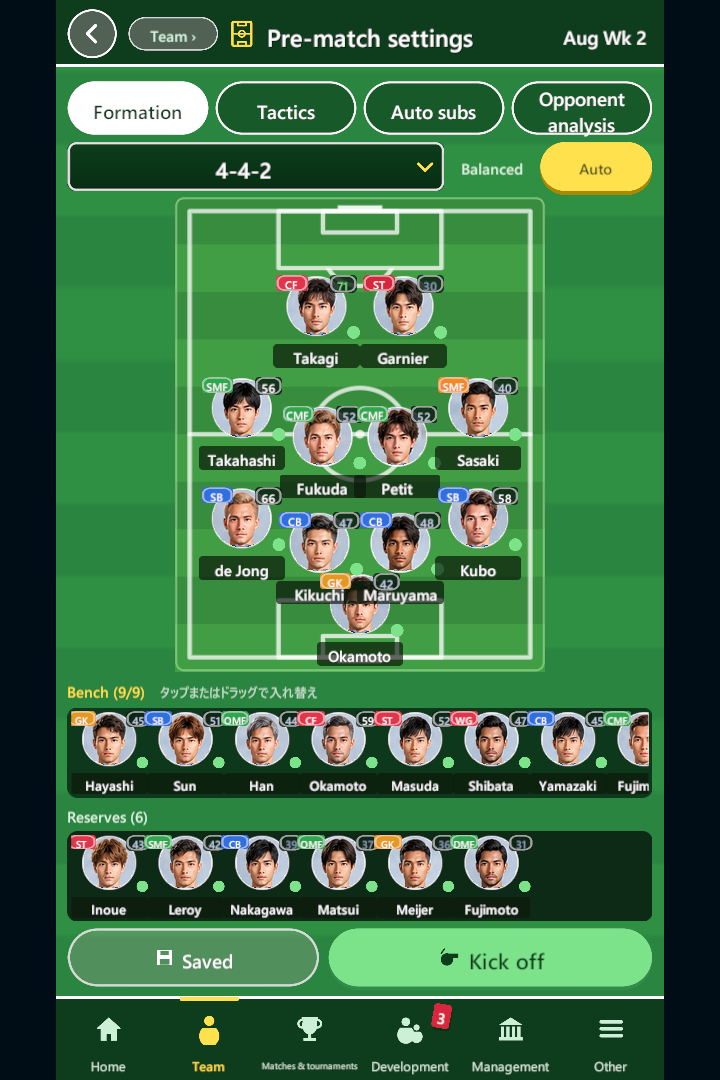 Team ›
Pre-match settings
Aug Wk 2
Formation
Tactics
Auto subs
Opponent analysis
4-4-2
Balanced
Auto
CF 71
ST 30
Takagi
Garnier
SMF 56
SMF 40
CMF 52
CMF 52
Takahashi
Sasaki
Fukuda
Petit
SB 66
SB 58
CB 47
CB 48
de Jong
Kubo
GK 42
Kikuchi
Maruyama
Okamoto
Bench (9/9) タップまたはドラッグで入れ替え
GK 45 SB 51 OMF 44 CF 59 ST 52 WG 47 CB 45 CMF
Hayashi Sun Han Okamoto Masuda Shibata Yamazaki Fujim
Reserves (6)
ST 43 SMF 42 CB 39 OMF 37 GK 36 DMF 31
Inoue Leroy Nakagawa Matsui Meijer Fujimoto
Saved
Kick off
3
Home Team Matches & tournaments Development Management Other